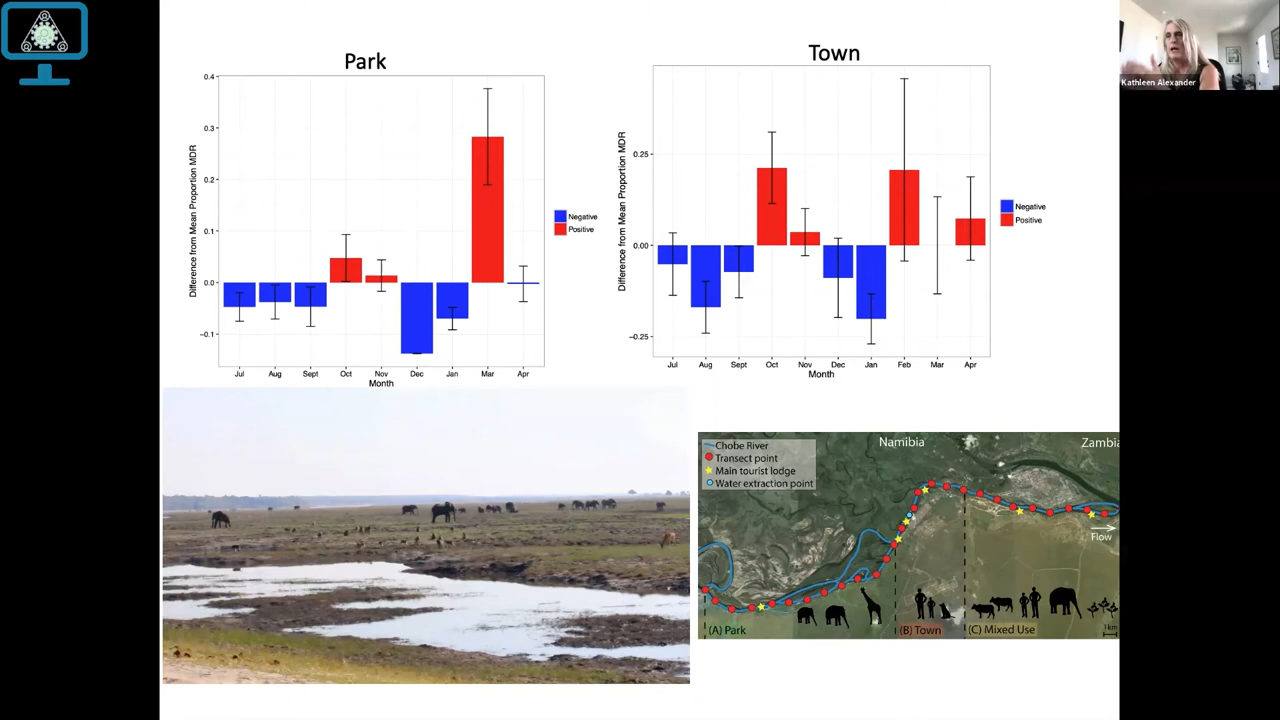 Park
Difference from Mean Proportion MDR
0.4
0.3
0.2
0.1
0.0
−0.1
Jul Aug Sept Oct Nov Dec Jan Mar Apr
Month
Negative
Positive
Town
Difference from Mean Proportion MDR
0.25
0.00
−0.25
Jul Aug Sept Oct Nov Dec Jan Feb Mar Apr
Month
Negative
Positive
Kathleen Alexander
Chobe River
Transect point
Main tourist lodge
Water extraction point
Namibia
Zambia
Flow
(A) Park
(B) Town
(C) Mixed Use
1km